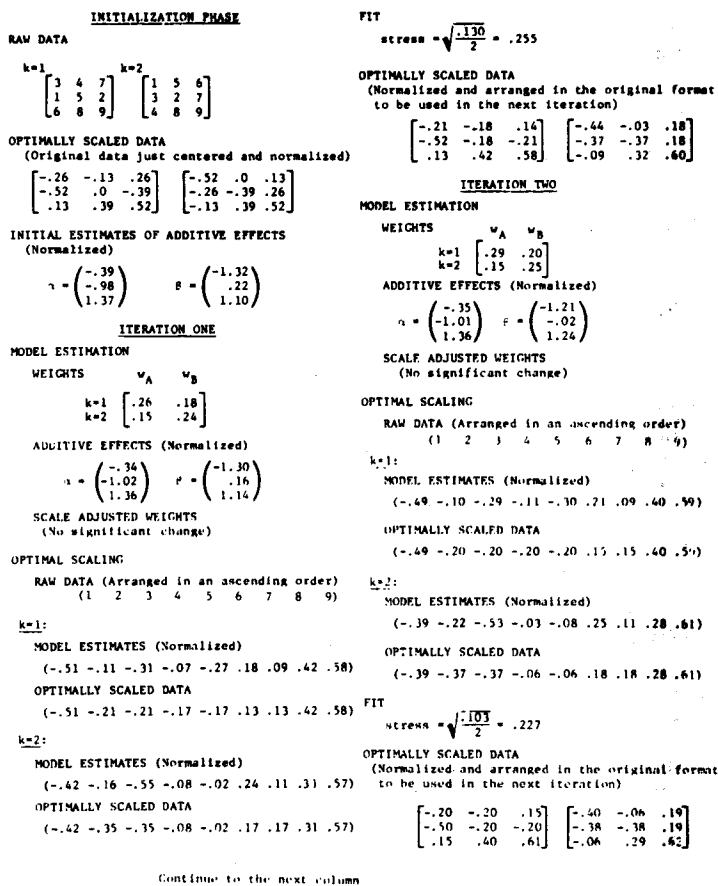 INITIALIZATION PHASE
RAW DATA
k=1 k=2
[3 4 7] [1 5 6]
[1 5 2] [3 2 7]
[6 8 9] [4 8 9]
OPTIMALLY SCALED DATA
(Original data just centered and normalized)
[-.26 -.13 .26] [-.52 .0 .13]
[-.52 .0 -.39] [-.26 -.39 .26]
[.13 .39 .52] [-.13 .39 .52]
INITIAL ESTIMATES OF ADDITIVE EFFECTS
(Normalized)
α = (-.39 -.98 1.37) β = (-1.32 .22 1.10)
ITERATION ONE
MODEL ESTIMATION
WEIGHTS w_A w_B
k=1 [.26 .18]
k=2 [.15 .24]
ADDITIVE EFFECTS (Normalized)
α = (-.34 -1.02 1.36) β = (-1.30 .16 1.14)
SCALE ADJUSTED WEIGHTS
(No significant change)
OPTIMAL SCALING
RAW DATA (Arranged in an ascending order)
(1 2 3 4 5 6 7 8 9)
k=1:
MODEL ESTIMATES (Normalized)
(-.51 -.11 -.31 -.07 -.27 .18 .09 .42 .58)
OPTIMALLY SCALED DATA
(-.51 -.21 -.21 -.17 -.17 .13 .13 .42 .58)
k=2:
MODEL ESTIMATES (Normalized)
(-.42 -.16 -.55 -.08 -.02 .24 .11 .31 .57)
OPTIMALLY SCALED DATA
(-.42 -.35 -.35 -.08 -.02 .17 .17 .31 .57)
Continue to the next column
FIT
stress = √(.130/2) = .255
OPTIMALLY SCALED DATA
(Normalized and arranged in the original format
to be used in the next iteration)
[-.21 -.18 .14] [-.44 -.03 .18]
[-.52 -.18 -.21] [-.37 -.37 .18]
[.13 .42 .58] [-.09 .32 .60]
ITERATION TWO
MODEL ESTIMATION
WEIGHTS w_A w_B
k=1 [.29 .20]
k=2 [.15 .25]
ADDITIVE EFFECTS (Normalized)
α = (-.35 -1.01 1.36) β = (-1.21 -.02 1.24)
SCALE ADJUSTED WEIGHTS
(No significant change)
OPTIMAL SCALING
RAW DATA (Arranged in an ascending order)
(1 2 3 4 5 6 7 8 9)
k=1:
MODEL ESTIMATES (Normalized)
(-.49 -.10 -.29 -.11 -.30 .21 .09 .40 .59)
OPTIMALLY SCALED DATA
(-.49 -.20 -.20 -.20 -.20 .15 .15 .40 .59)
k=2:
MODEL ESTIMATES (Normalized)
(-.39 -.22 -.53 -.03 -.08 .25 .11 .28 .61)
OPTIMALLY SCALED DATA
(-.39 -.37 -.37 -.06 -.06 .18 .18 .28 .61)
FIT
stress = √(.103/2) = .227
OPTIMALLY SCALED DATA
(Normalized and arranged in the original format
to be used in the next iteration)
[-.20 -.20 .15] [-.40 -.06 .19]
[-.50 -.20 -.20] [-.38 -.38 .19]
[.15 .40 .61] [-.06 .29 .62]